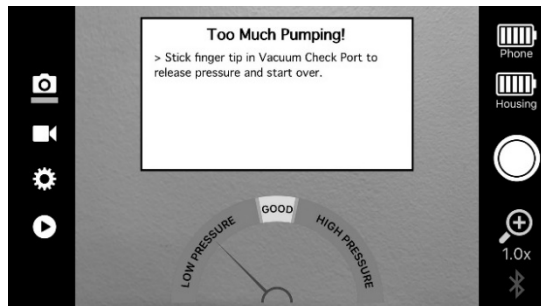 Too Much Pumping!
> Stick finger tip in Vacuum Check Port to
release pressure and start over.
Phone
Housing
LOW PRESSURE
GOOD
HIGH PRESSURE
1.0x